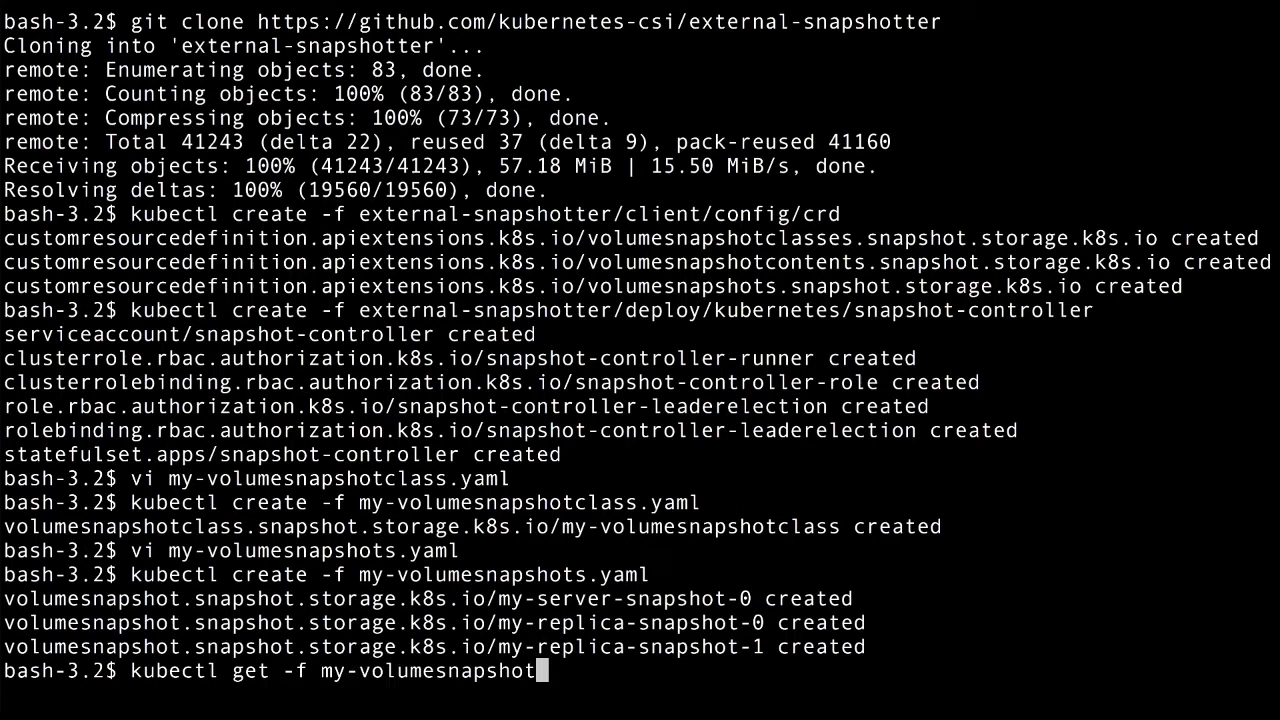 bash-3.2$ git clone https://github.com/kubernetes-csi/external-snapshotter
Cloning into 'external-snapshotter'...
remote: Enumerating objects: 83, done.
remote: Counting objects: 100% (83/83), done.
remote: Compressing objects: 100% (73/73), done.
remote: Total 41243 (delta 22), reused 37 (delta 9), pack-reused 41160
Receiving objects: 100% (41243/41243), 57.18 MiB | 15.50 MiB/s, done.
Resolving deltas: 100% (19560/19560), done.
bash-3.2$ kubectl create -f external-snapshotter/client/config/crd
customresourcedefinition.apiextensions.k8s.io/volumesnapshotclasses.snapshot.storage.k8s.io created
customresourcedefinition.apiextensions.k8s.io/volumesnapshotcontents.snapshot.storage.k8s.io created
customresourcedefinition.apiextensions.k8s.io/volumesnapshots.snapshot.storage.k8s.io created
bash-3.2$ kubectl create -f external-snapshotter/deploy/kubernetes/snapshot-controller
serviceaccount/snapshot-controller created
clusterrole.rbac.authorization.k8s.io/snapshot-controller-runner created
clusterrolebinding.rbac.authorization.k8s.io/snapshot-controller-role created
role.rbac.authorization.k8s.io/snapshot-controller-leaderelection created
rolebinding.rbac.authorization.k8s.io/snapshot-controller-leaderelection created
statefulset.apps/snapshot-controller created
bash-3.2$ vi my-volumesnapshotclass.yaml
bash-3.2$ kubectl create -f my-volumesnapshotclass.yaml
volumesnapshotclass.snapshot.storage.k8s.io/my-volumesnapshotclass created
bash-3.2$ vi my-volumesnapshots.yaml
bash-3.2$ kubectl create -f my-volumesnapshots.yaml
volumesnapshot.snapshot.storage.k8s.io/my-server-snapshot-0 created
volumesnapshot.snapshot.storage.k8s.io/my-replica-snapshot-0 created
volumesnapshot.snapshot.storage.k8s.io/my-replica-snapshot-1 created
bash-3.2$ kubectl get -f my-volumesnapshot